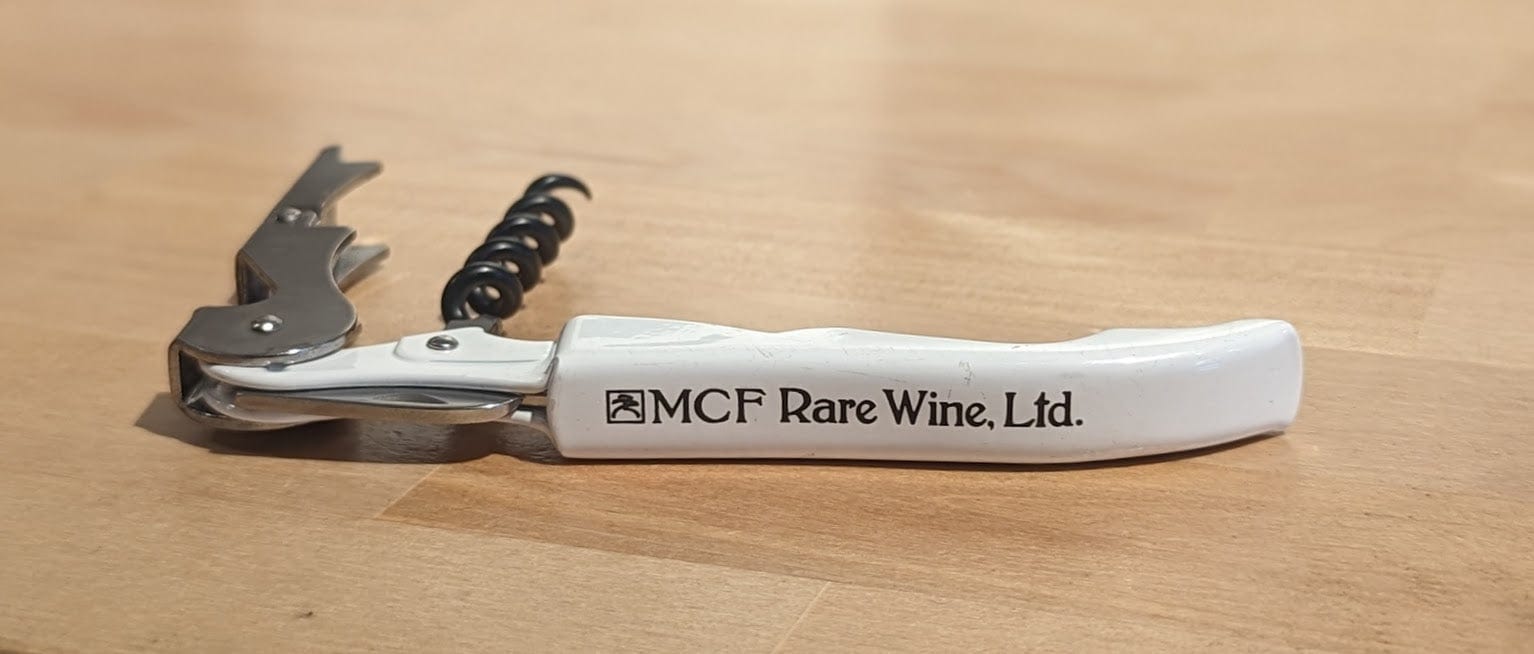 MCF Rare Wine, Ltd.